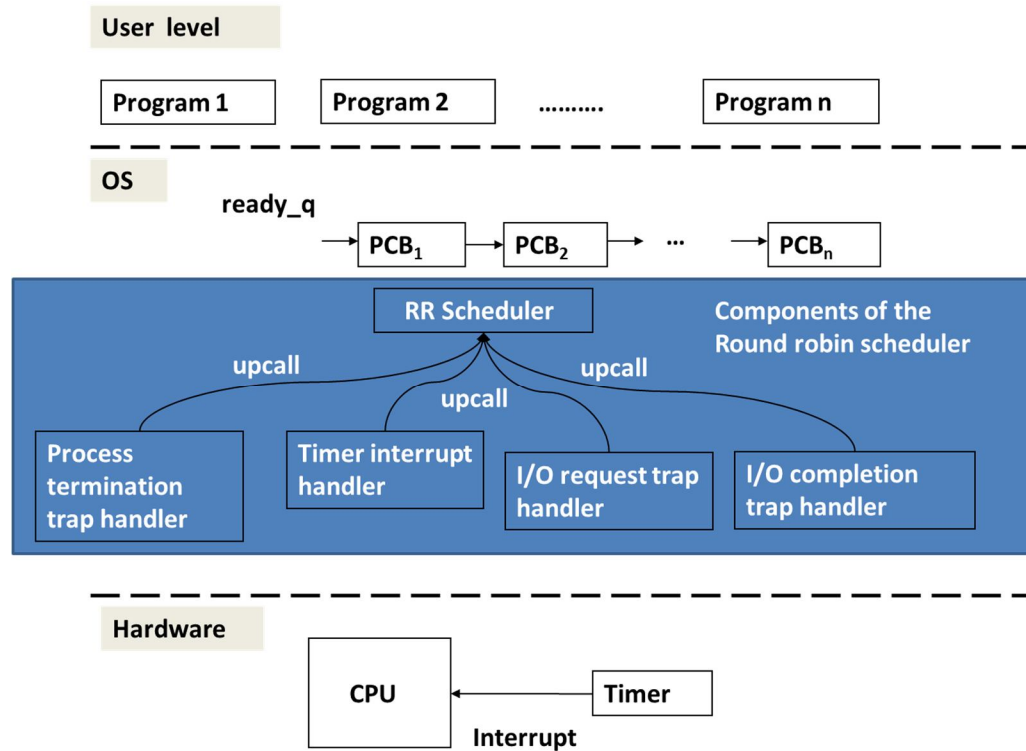 User level
Program 1
Program 2
..........
Program n
OS
ready_q
PCB₁
PCB₂
...
PCBₙ
RR Scheduler
Components of the
Round robin scheduler
upcall
upcall
upcall
Process
termination
trap handler
Timer interrupt
handler
I/O request trap
handler
I/O completion
trap handler
Hardware
CPU
Timer
Interrupt